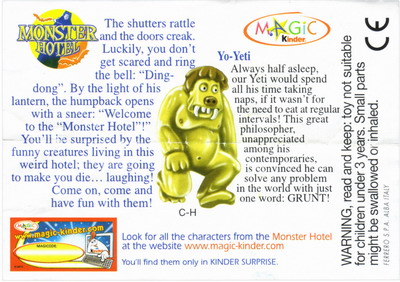 MONSTER
HOTEL
The shutters rattle
and the doors creak.
Luckily, you don't
get scared and ring
the bell: "Ding-
dong". By the light of his
lantern, the humpback opens
with a sneer: "Welcome
to the "Monster Hotel"!"
You'll be surprised by the
funny creatures living in this
weird hotel; they are going
to make you die... laughing!
Come on, come and
have fun with them!
MAGIC
Kinder
Yo-Yeti
Always half asleep,
our Yeti would spend
all his time taking
naps, if it wasn't for
the need to eat at regular
intervals! This great
philosopher,
unappreciated
among his
contemporaries,
is convinced he can
solve any problem
in the world with just
one word: GRUNT!
C-H
MAGIC
www.magic-kinder.com
MAGICODE
Look for all the characters from the Monster Hotel
at the website www.magic-kinder.com
You'll find them only in KINDER SURPRISE.
CE
WARNING, read and keep: toy not suitable
for children under 3 years. Small parts
might be swallowed or inhaled.
FERRERO S.P.A. ALBA ITALY